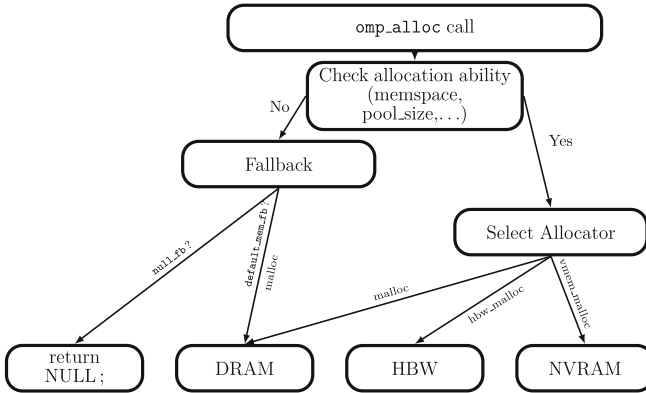 omp_alloc call
Check allocation ability
(memspace,
pool_size,...)
No
Yes
Fallback
Select Allocator
null_fb?
default_mem_fb?
malloc
malloc
hbw_malloc
vmem_malloc
return
NULL;
DRAM
HBW
NVRAM